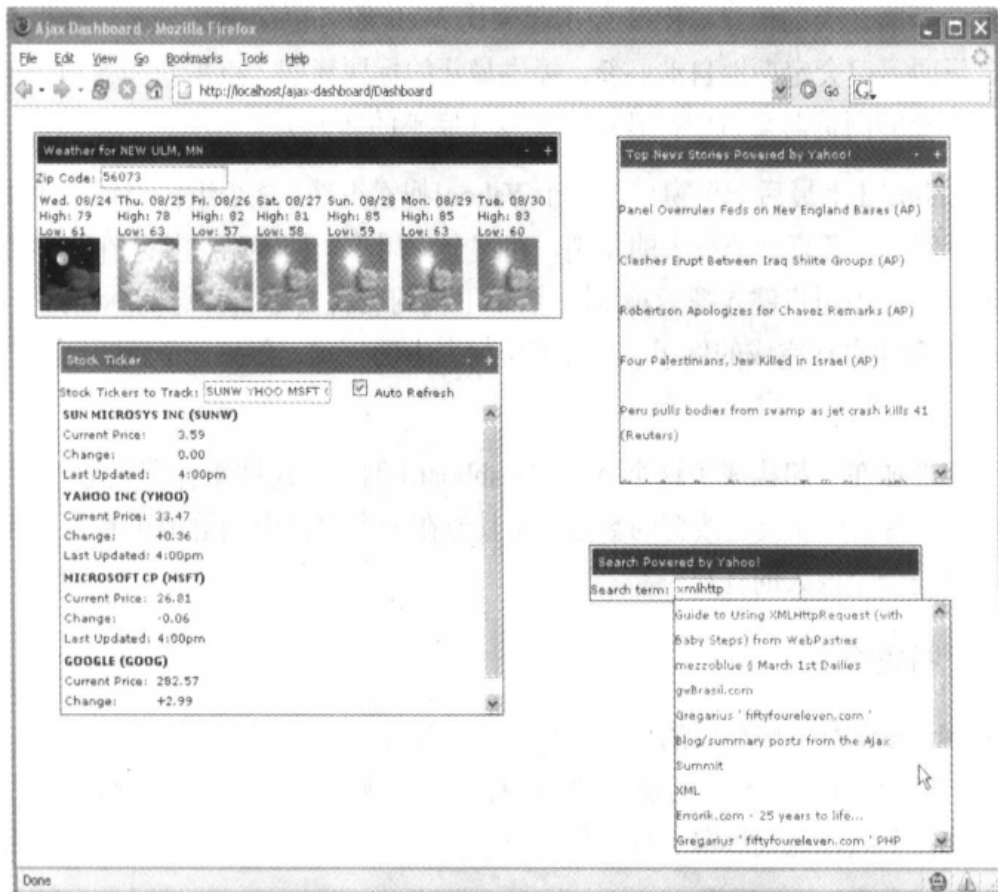 Ajax Dashboard - Mozilla Firefox
File Edit View Go Bookmarks Tools Help
http://localhost/ajax-dashboard/Dashboard
Go
G
Weather for NEW ULM, MN - +
Zip Code: 56073
Wed. 08/24 Thu. 08/25 Fri. 08/26 Sat. 08/27 Sun. 08/28 Mon. 08/29 Tue. 08/30
High: 79 High: 78 High: 82 High: 81 High: 85 High: 85 High: 83
Low: 61 Low: 63 Low: 57 Low: 58 Low: 59 Low: 63 Low: 60
Stock Ticker - +
Stock Tickers to Track: SUNW YHOO MSFT Auto Refresh
SUN MICROSYS INC (SUNW)
Current Price: 3.59
Change: 0.00
Last Updated: 4:00pm
YAHOO INC (YHOO)
Current Price: 33.47
Change: +0.36
Last Updated: 4:00pm
MICROSOFT CP (MSFT)
Current Price: 26.81
Change: -0.06
Last Updated: 4:00pm
GOOGLE (GOOG)
Current Price: 282.57
Change: +2.99
Top News Stories Powered by Yahoo! - +
Panel Overrules Feds on New England Bases (AP)
Clashes Erupt Between Iraq Shiite Groups (AP)
Robertson Apologizes for Chavez Remarks (AP)
Four Palestinians, Jew Killed in Israel (AP)
Peru pulls bodies from swamp as jet crash kills 41
(Reuters)
Search Powered by Yahoo!
Search term: xmlhttp
Guide to Using XMLHttpRequest (with
Baby Steps) from WebPasties
mezzoblue § March 1st Dailies
gwBrasil.com
Gregarius ' fiftyfoureleven.com '
Blog/summary posts from the Ajax
Summit
XML
Errorik.com - 25 years to life...
Gregarius ' fiftyfoureleven.com ' PHP
Done